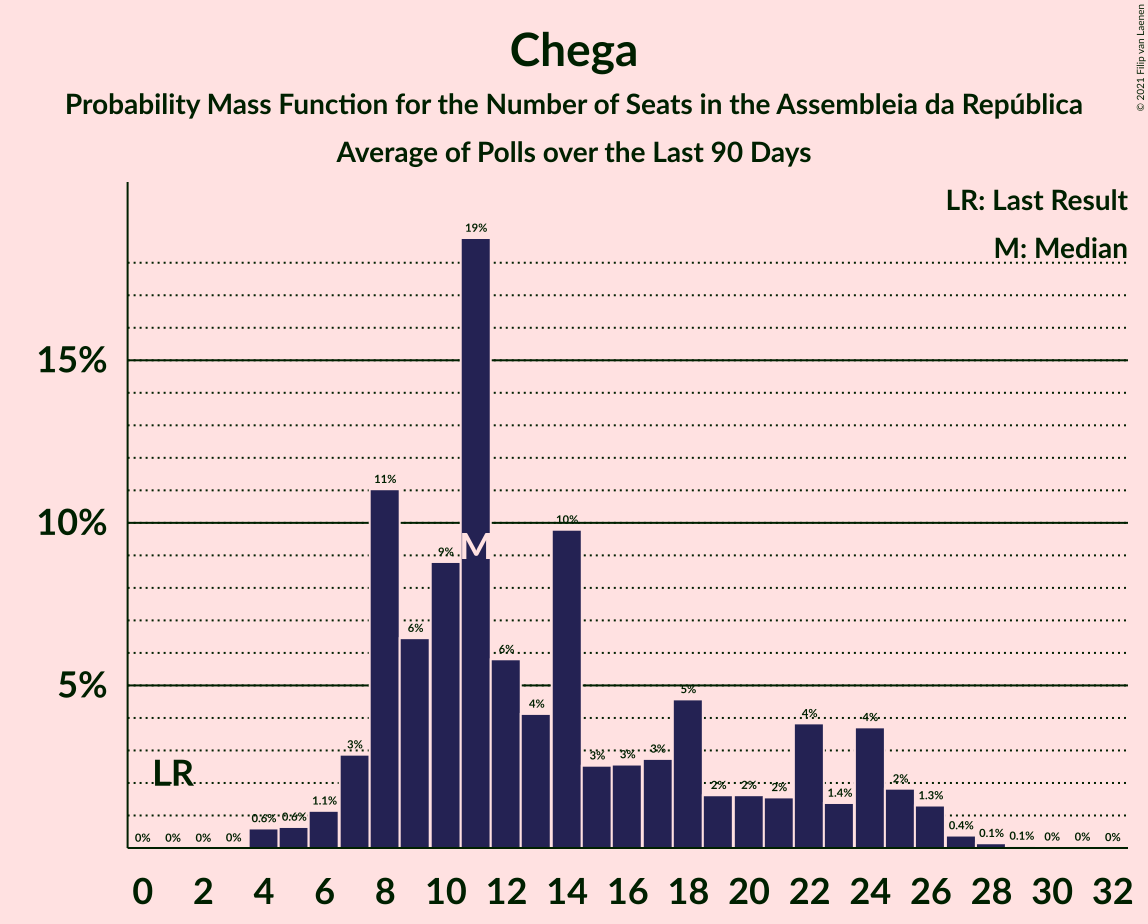 Chega
Probability Mass Function for the Number of Seats in the Assembleia da República
Average of Polls over the Last 90 Days
© 2021 Filip van Laenen
LR: Last Result
M: Median
15%
10%
5%
LR
M
0% 0% 0% 0% 0.6% 0.6% 1.1% 3% 11% 6% 9% 19% 6% 4% 10% 3% 3% 3% 5% 2% 2% 2% 4% 1.4% 4% 2% 1.3% 0.4% 0.1% 0.1% 0% 0% 0%
0 2 4 6 8 10 12 14 16 18 20 22 24 26 28 30 32